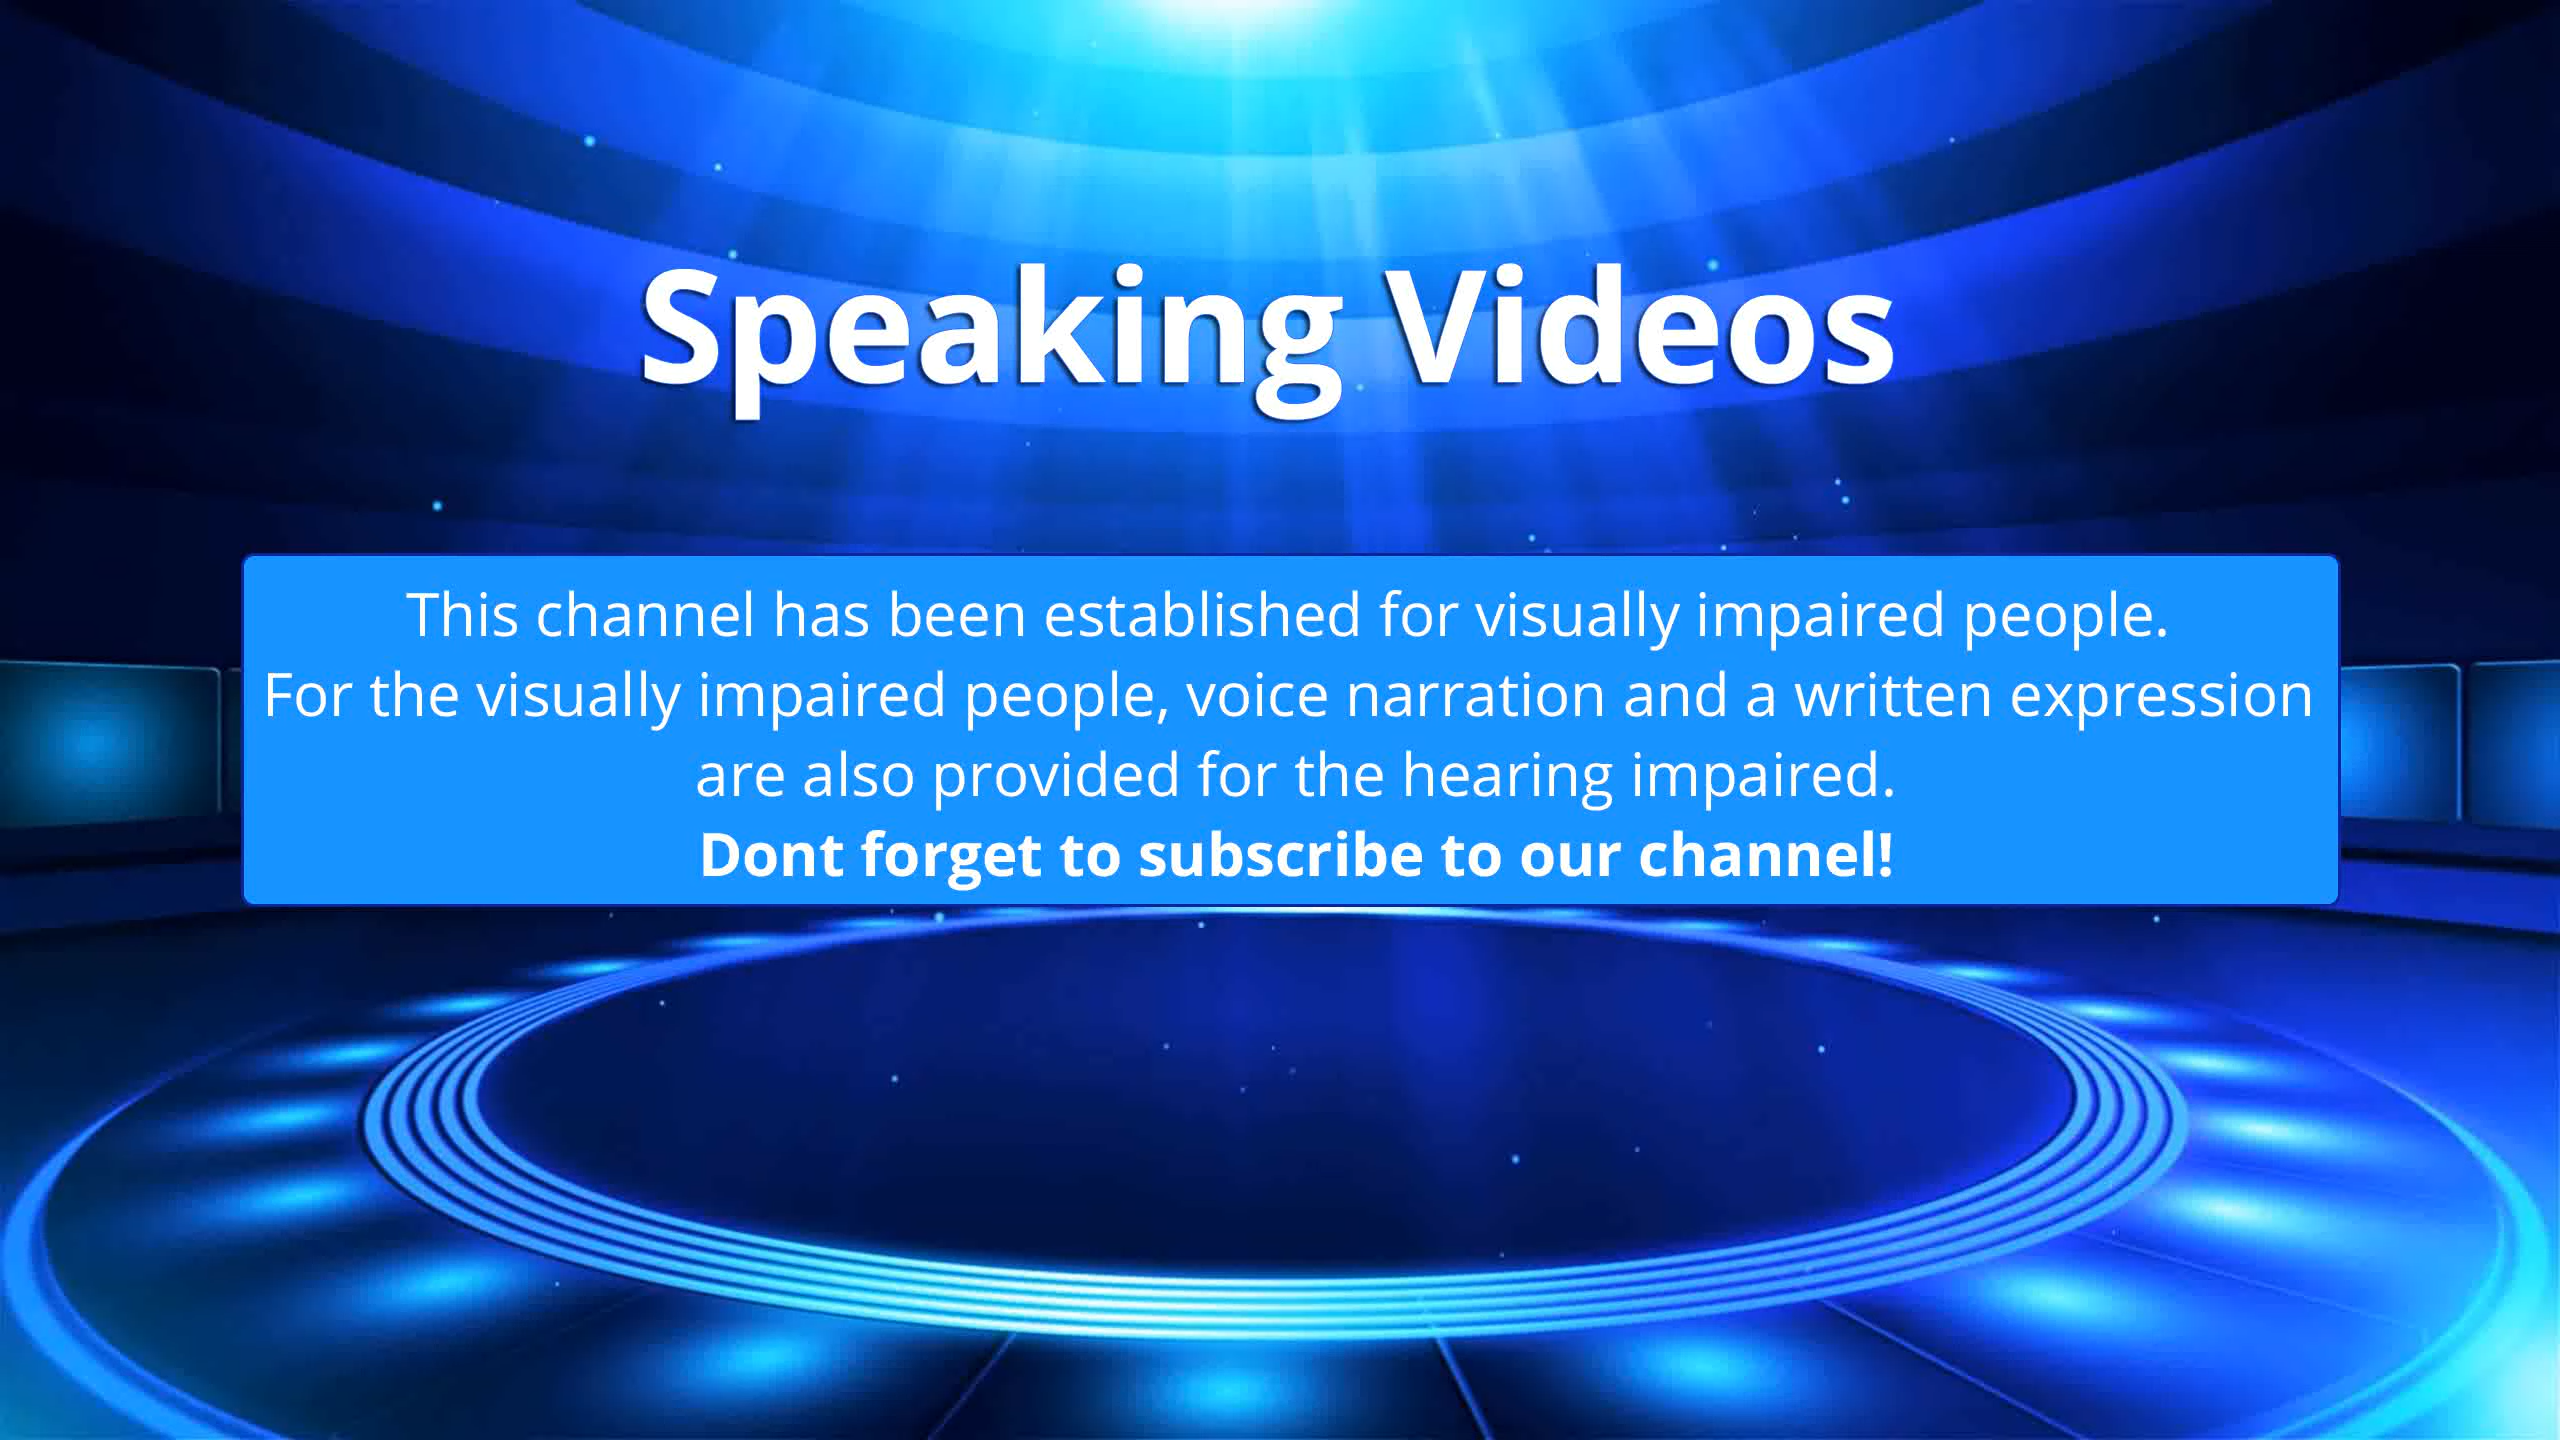 Speaking Videos
This channel has been established for visually impaired people.
For the visually impaired people, voice narration and a written expression
are also provided for the hearing impaired.
Dont forget to subscribe to our channel!